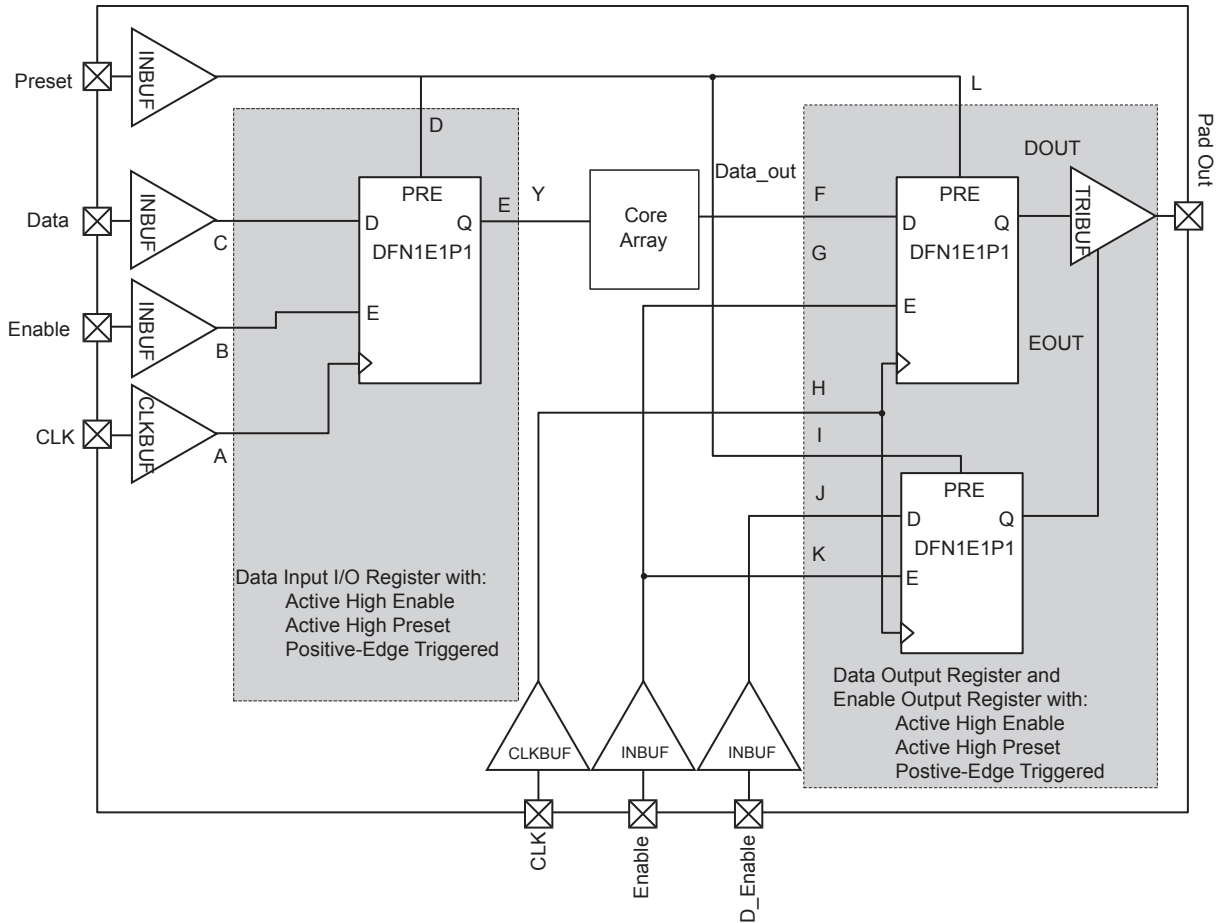 Preset
INBUF
L
D
Pad Out
DOUT
TRIBUF
Data
INBUF
C
PRE
D
Q
DFN1E1P1
E
Y
Core
Array
Data_out
F
G
PRE
D
Q
DFN1E1P1
E
Enable
INBUF
B
E
EOUT
CLK
CLKBUF
A
H
I
J
K
PRE
D
Q
DFN1E1P1
E
Data Input I/O Register with:
Active High Enable
Active High Preset
Positive-Edge Triggered
Data Output Register and
Enable Output Register with:
Active High Enable
Active High Preset
Postive-Edge Triggered
CLKBUF
INBUF
INBUF
CLK
Enable
D_Enable